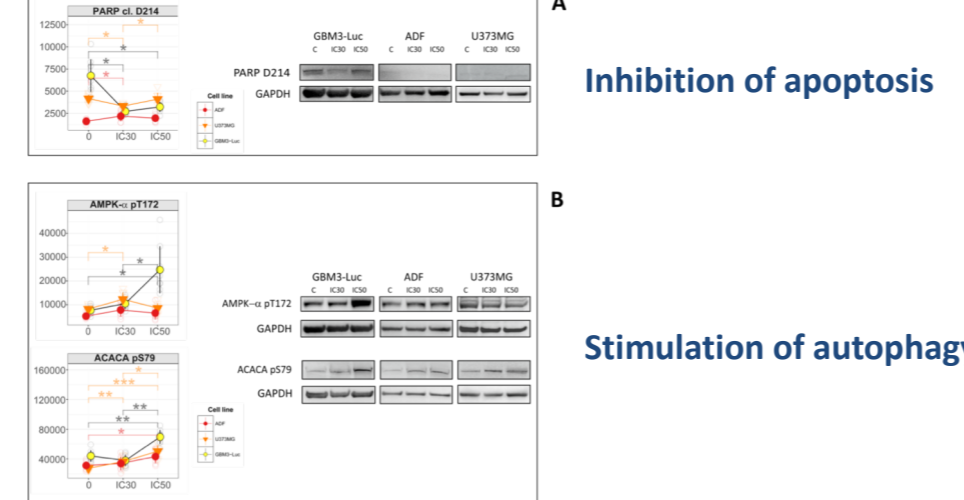 A
PARP cl. D214
12500
10000
7500
5000
2500
* * * * *
0 IC30 IC50
Cell line
ADF
U373MG
GBM3-Luc
GBM3-Luc ADF U373MG
C IC30 IC50 C IC30 IC50 C IC30 IC50
PARP D214
GAPDH
Inhibition of apoptosis
B
AMPK-α pT172
40000
30000
20000
10000
* * *
0 IC30 IC50
GBM3-Luc ADF U373MG
C IC30 IC50 C IC30 IC50 C IC30 IC50
AMPK-α pT172
GAPDH
ACACA pS79
GAPDH
Stimulation of autophagy
ACACA pS79
160000
120000
80000
40000
*
***
**
**
**
*
0 IC30 IC50
Cell line
ADF
U373MG
GBM3-Luc